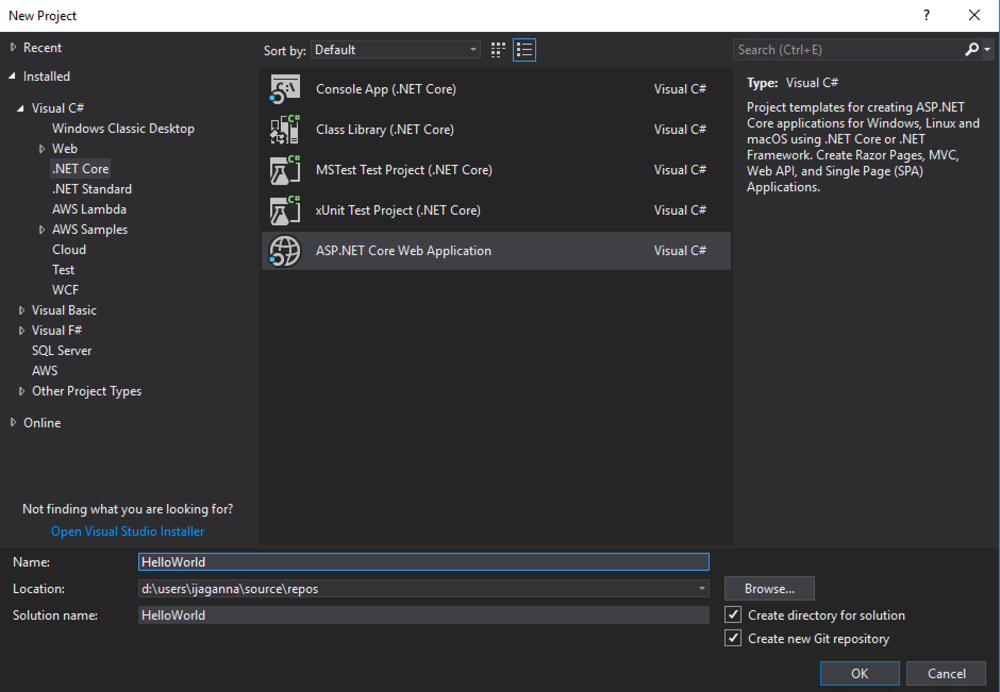 New Project
?
Recent
Installed
Visual C#
Windows Classic Desktop
Web
.NET Core
.NET Standard
AWS Lambda
AWS Samples
Cloud
Test
WCF
Visual Basic
Visual F#
SQL Server
AWS
Other Project Types
Online
Not finding what you are looking for?
Open Visual Studio Installer
Sort by: Default
C:\
Console App (.NET Core) Visual C#
C#
Class Library (.NET Core) Visual C#
C#
MSTest Test Project (.NET Core) Visual C#
C#
xUnit Test Project (.NET Core) Visual C#
ASP.NET Core Web Application Visual C#
Search (Ctrl+E)
Type: Visual C#
Project templates for creating ASP.NET
Core applications for Windows, Linux and
macOS using .NET Core or .NET
Framework. Create Razor Pages, MVC,
Web API, and Single Page (SPA)
Applications.
Name: HelloWorld
Location: d:\users\ijaganna\source\repos
Browse...
Solution name: HelloWorld
Create directory for solution
Create new Git repository
OK Cancel